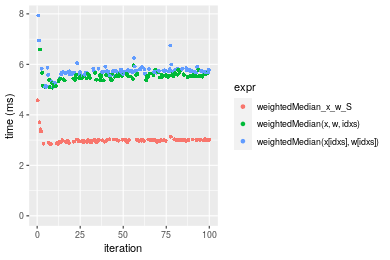 8
6
4
2
0
time (ms)
0
25
50
75
100
iteration
expr
weightedMedian_x_w_S
weightedMedian(x, w, idxs)
weightedMedian(x[idxs], w[idxs])